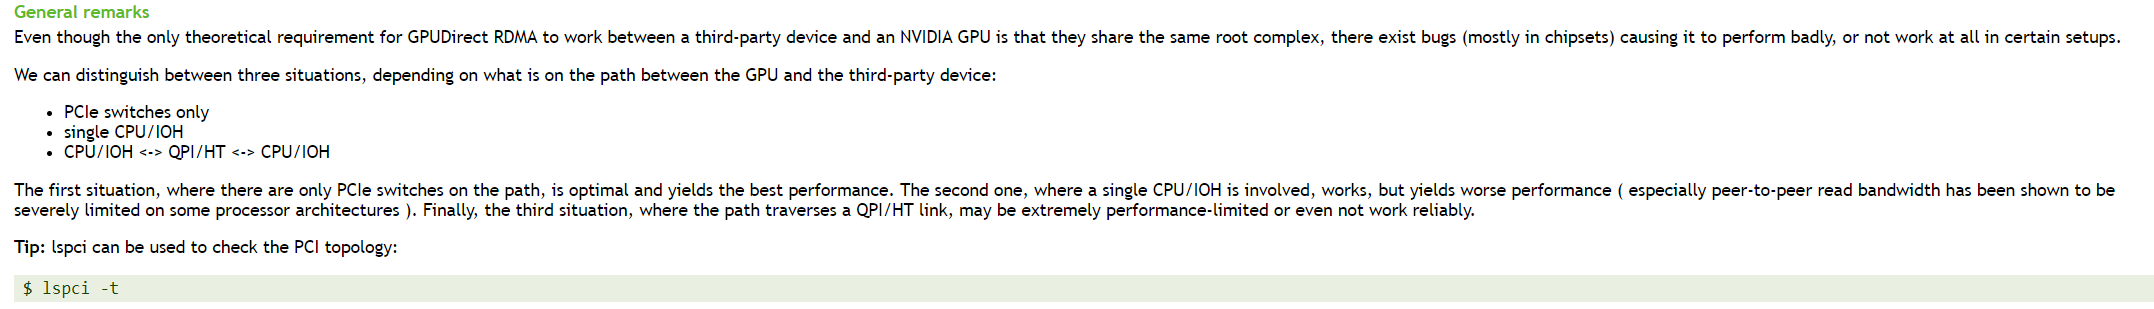 General remarks
Even though the only theoretical requirement for GPUDirect RDMA to work between a third-party device and an NVIDIA GPU is that they share the same root complex, there exist bugs (mostly in chipsets) causing it to perform badly, or not work at all in certain setups.
We can distinguish between three situations, depending on what is on the path between the GPU and the third-party device:
• PCIe switches only
• single CPU/IOH
• CPU/IOH <-> QPI/HT <-> CPU/IOH
The first situation, where there are only PCIe switches on the path, is optimal and yields the best performance. The second one, where a single CPU/IOH is involved, works, but yields worse performance ( especially peer-to-peer read bandwidth has been shown to be
severely limited on some processor architectures ). Finally, the third situation, where the path traverses a QPI/HT link, may be extremely performance-limited or even not work reliably.
Tip: lspci can be used to check the PCI topology:
$ lspci -t